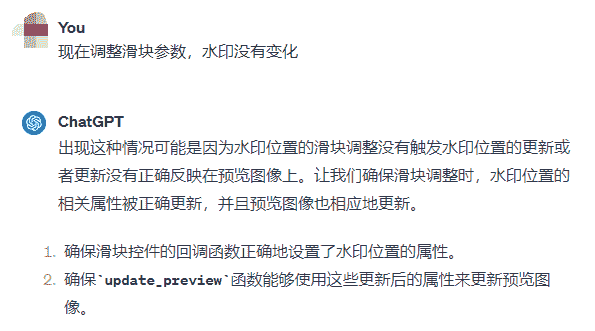 You
现在调整滑块参数，水印没有变化
ChatGPT
出现这种情况可能是因为水印位置的滑块调整没有触发水印位置的更新或
者更新没有正确反映在预览图像上。让我们确保滑块调整时，水印位置的
相关属性被正确更新，并且预览图像也相应地更新。
1. 确保滑块控件的回调函数正确地设置了水印位置的属性。
2. 确保`update_preview`函数能够使用这些更新后的属性来更新预览图
像。